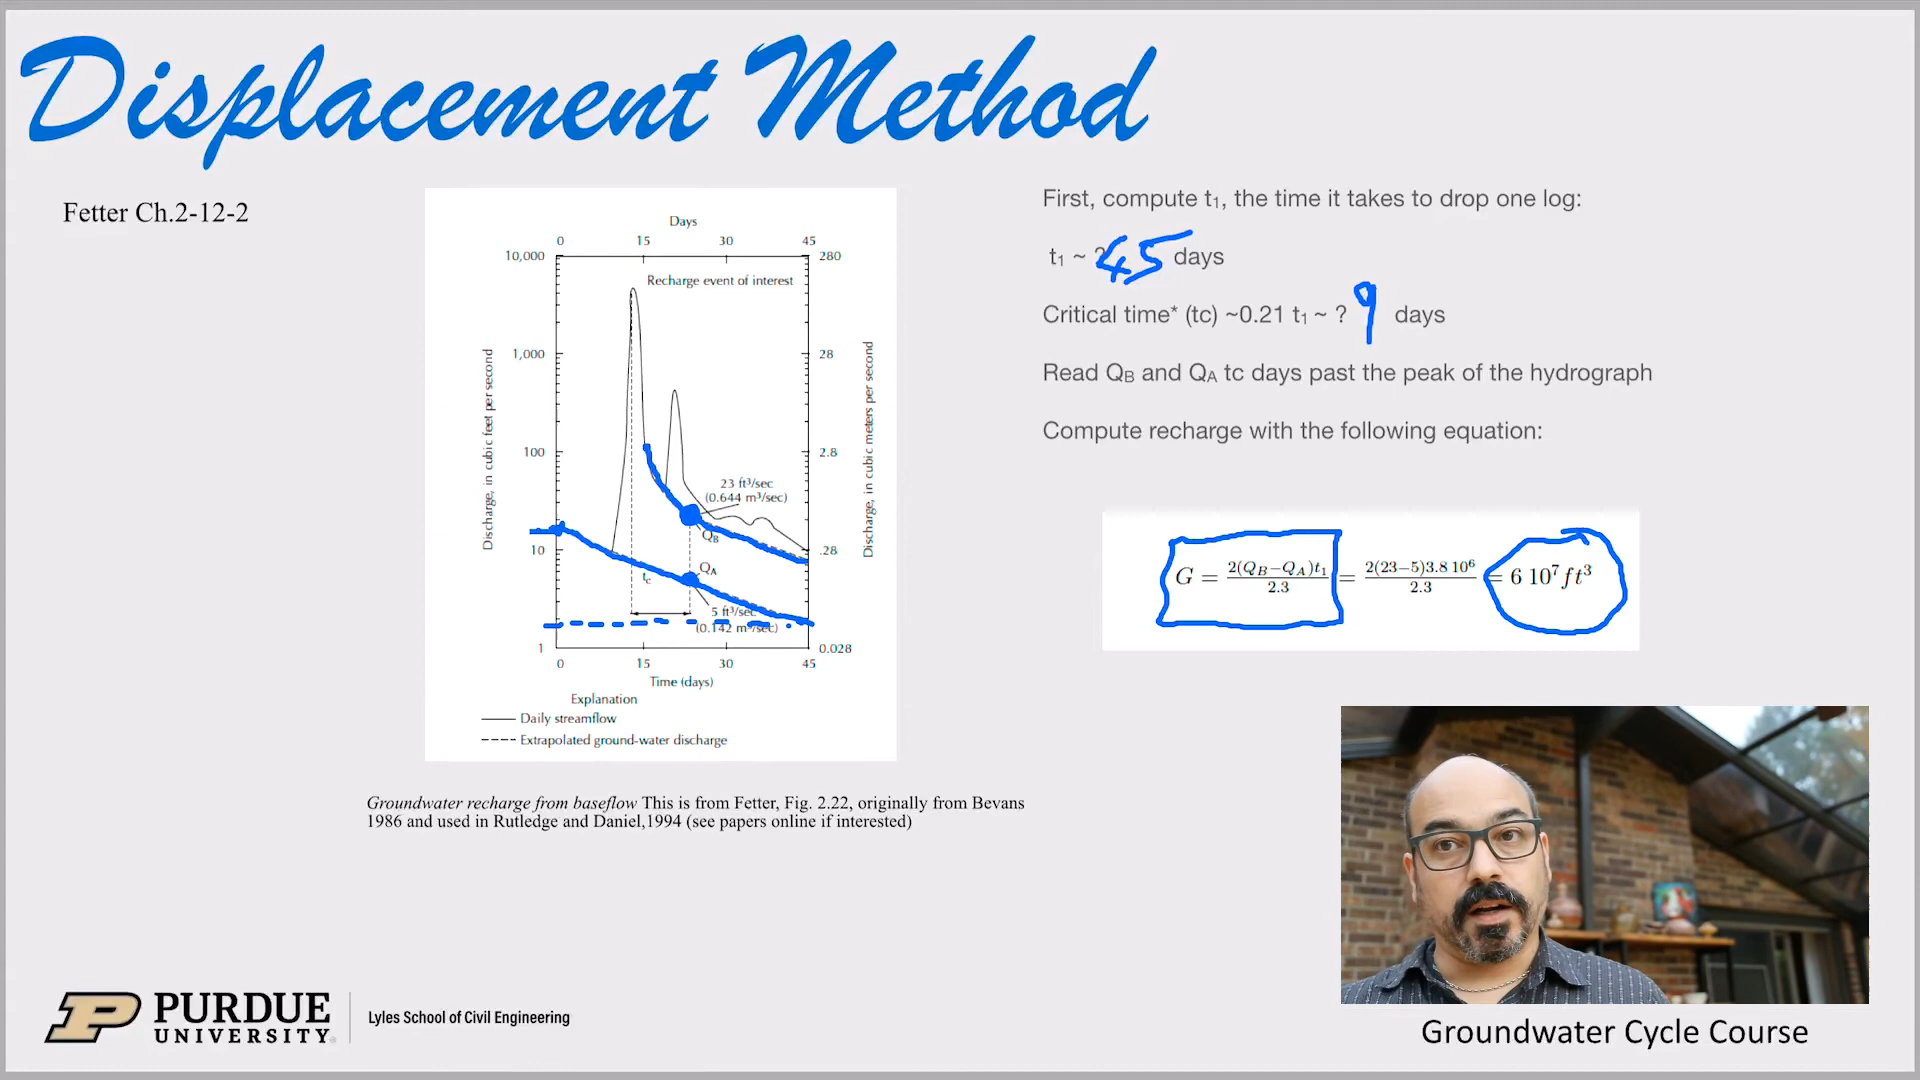 Displacement Method
Fetter Ch.2-12-2
Days
0 15 30 45
10,000 280
Recharge event of interest
1,000 28
100 2.8
23 ft³/sec
(0.644 m³/sec)
QB
10 .28
QA
tc
5 ft³/sec
(0.142 m³/sec)
1 0.028
0 15 30 45
Time (days)
Discharge, in cubic feet per second
Discharge, in cubic meters per second
Explanation
Daily streamflow
Extrapolated ground-water discharge
Groundwater recharge from baseflow This is from Fetter, Fig. 2.22, originally from Bevans
1986 and used in Rutledge and Daniel,1994 (see papers online if interested)
First, compute t₁, the time it takes to drop one log:
t₁ ~ ? 45 days
Critical time* (tc) ~0.21 t₁ ~ ? 9 days
Read QB and QA tc days past the peak of the hydrograph
Compute recharge with the following equation:
G = 2(QB−QA)t1 / 2.3 = 2(23−5)3.8 10⁶ / 2.3 = 6 10⁷ft³
P PURDUE
UNIVERSITY
Lyles School of Civil Engineering
Groundwater Cycle Course